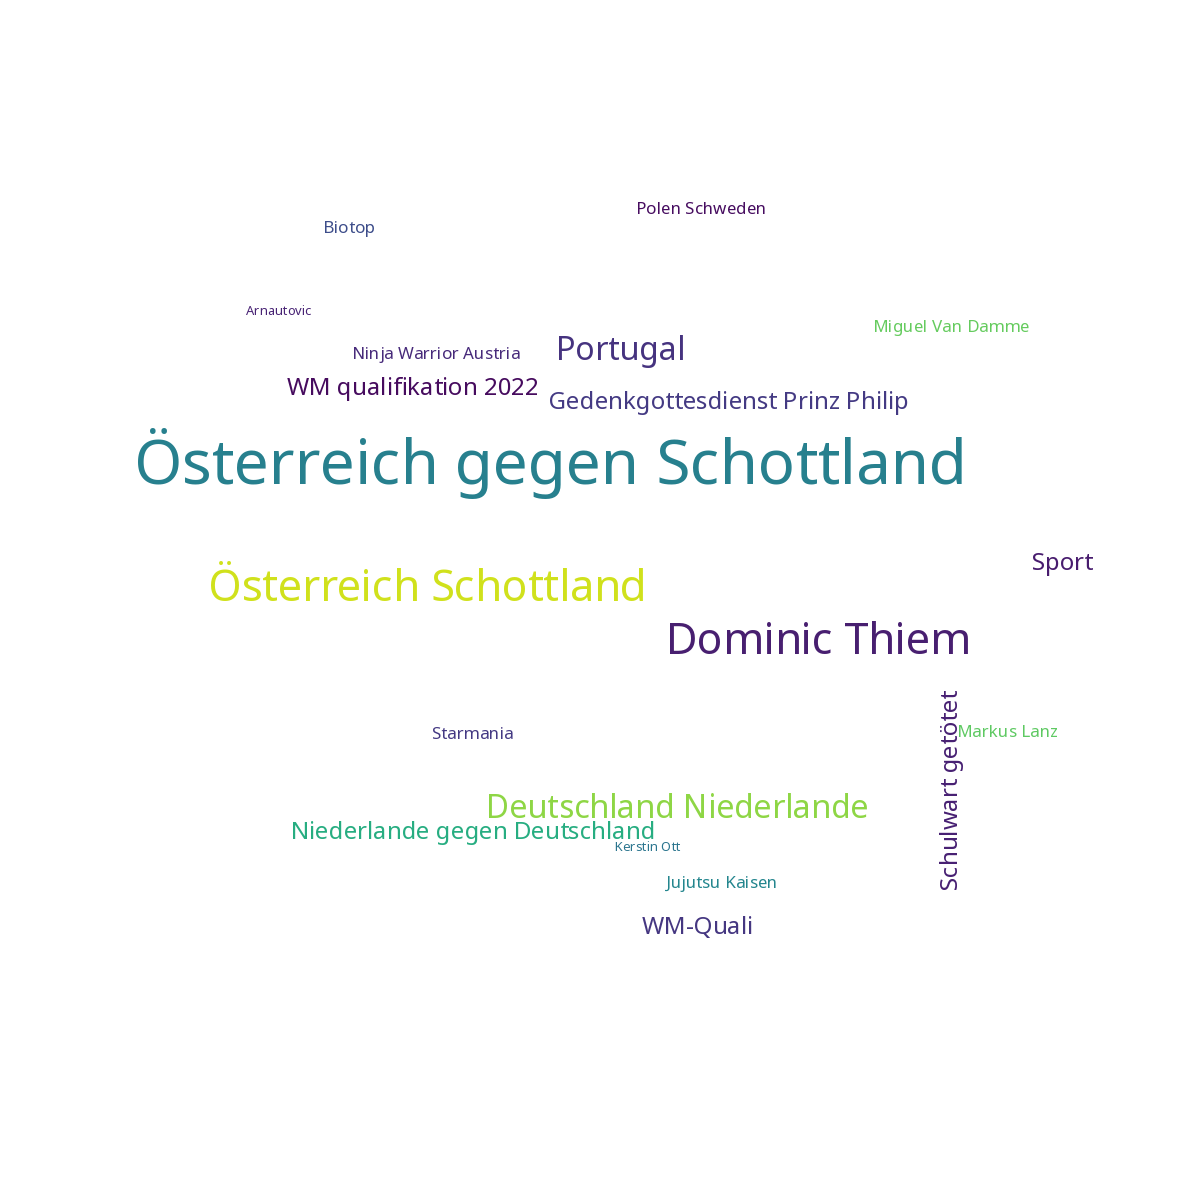 Polen Schweden
Biotop
Arnautovic
Miguel Van Damme
Ninja Warrior Austria
Portugal
WM qualifikation 2022
Gedenkgottesdienst Prinz Philip
Österreich gegen Schottland
Sport
Österreich Schottland
Dominic Thiem
Schulwart getötet
Starmania
Markus Lanz
Deutschland Niederlande
Niederlande gegen Deutschland
Kerstin Ott
Jujutsu Kaisen
WM-Quali